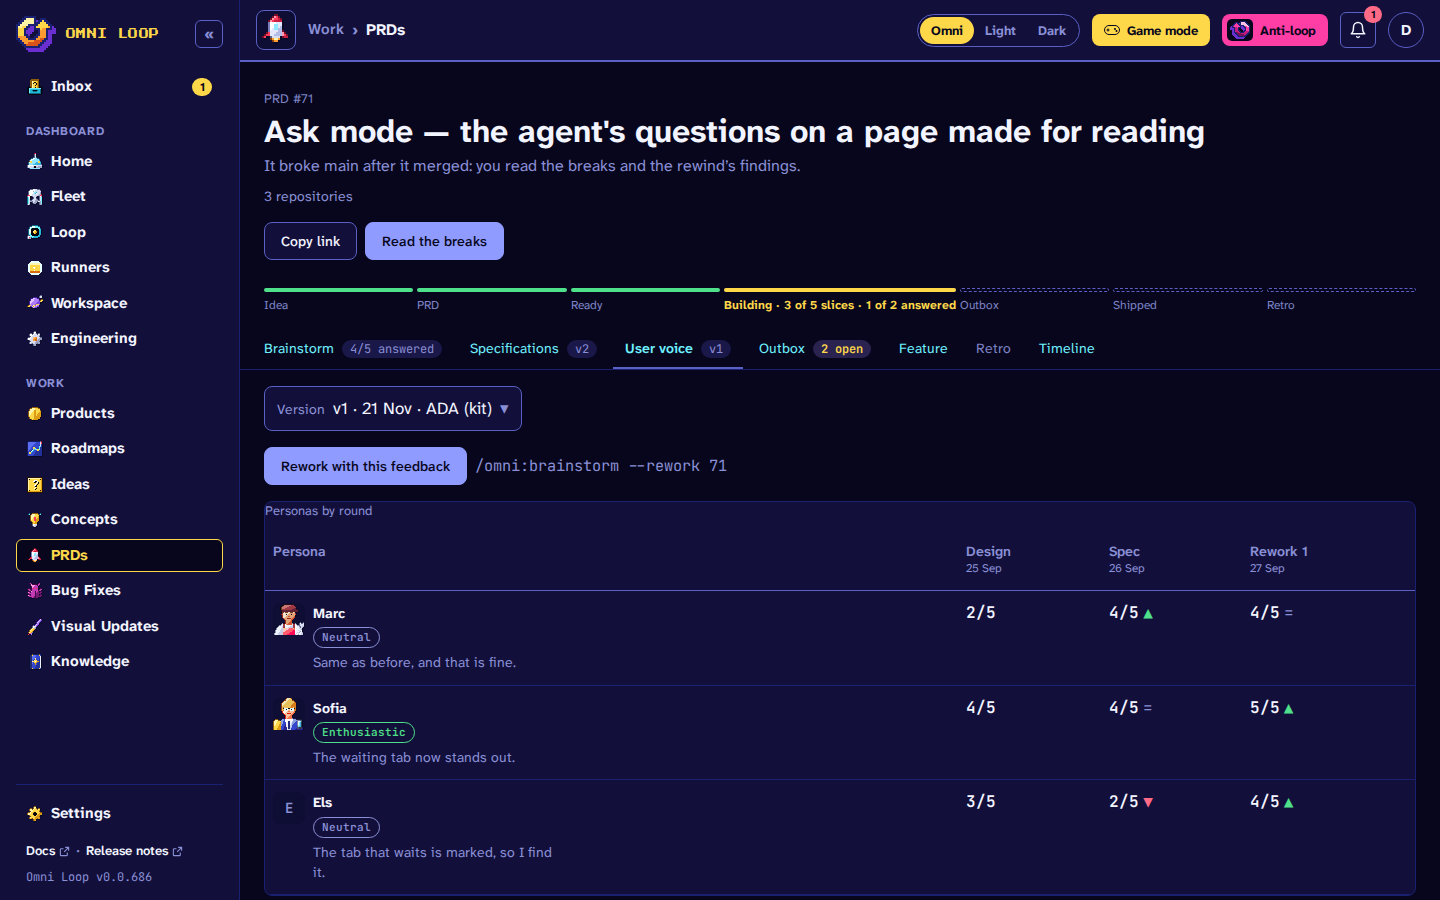 OMNI LOOP
«
Work › PRDs
Omni
Light
Dark
Game mode
Anti-loop
1
D
Inbox
1
DASHBOARD
Home
Fleet
Loop
Runners
Workspace
Engineering
WORK
Products
Roadmaps
Ideas
Concepts
PRDs
Bug Fixes
Visual Updates
Knowledge
Settings
Docs · Release notes
Omni Loop v0.0.686
PRD #71
Ask mode — the agent's questions on a page made for reading
It broke main after it merged: you read the breaks and the rewind's findings.
3 repositories
Copy link
Read the breaks
Idea
PRD
Ready
Building · 3 of 5 slices · 1 of 2 answered
Outbox
Shipped
Retro
Brainstorm 4/5 answered
Specifications v2
User voice v1
Outbox 2 open
Feature
Retro
Timeline
Version v1 · 21 Nov · ADA (kit) ▼
Rework with this feedback /omni:brainstorm --rework 71
Personas by round
Persona
Design
25 Sep
Spec
26 Sep
Rework 1
27 Sep
Marc
Neutral
Same as before, and that is fine.
2/5
4/5 ▲
4/5 =
Sofia
Enthusiastic
The waiting tab now stands out.
4/5
4/5 =
5/5 ▲
E
Els
Neutral
The tab that waits is marked, so I find
it.
3/5
2/5 ▼
4/5 ▲